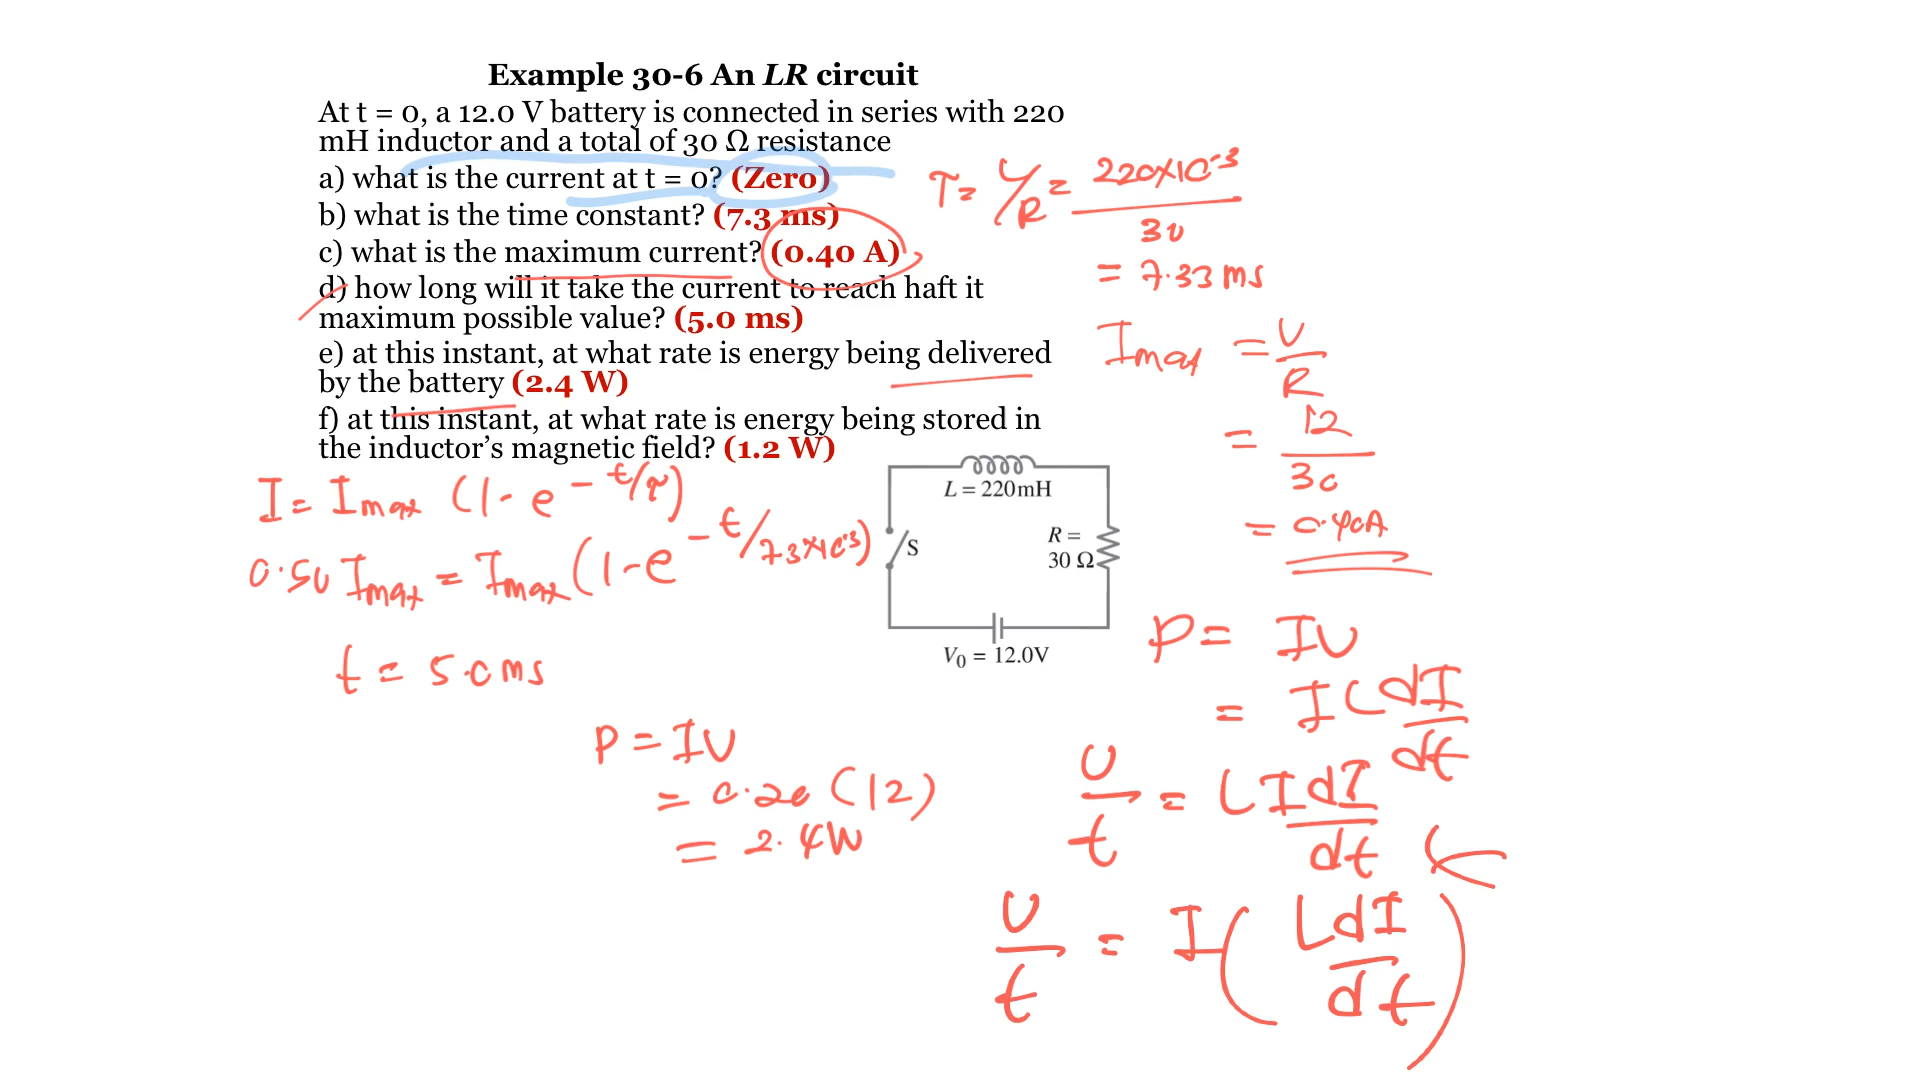 Example 30-6 An LR circuit
At t = 0, a 12.0 V battery is connected in series with 220
mH inductor and a total of 30 Ω resistance
a) what is the current at t = 0? (Zero)
b) what is the time constant? (7.3 ms)
c) what is the maximum current? (0.40 A)
d) how long will it take the current to reach haft it
maximum possible value? (5.0 ms)
e) at this instant, at what rate is energy being delivered
by the battery (2.4 W)
f) at this instant, at what rate is energy being stored in
the inductor's magnetic field? (1.2 W)
τ = L/R = 220×10^-3 / 30
= 7.33 ms
Imax = V/R
= 12/30
= 0.40A
I = Imax (1 - e^-t/τ)
0.50 Imax = Imax (1 - e^-t/7.3×10^-3)
t = 5.0 ms
L = 220mH
S
R =
30 Ω
V0 = 12.0V
P = IV
= 0.20 (12)
= 2.4W
P = IV
= I L dI/dt
U/t = L I dI/dt
U/t = I (L dI/dt)